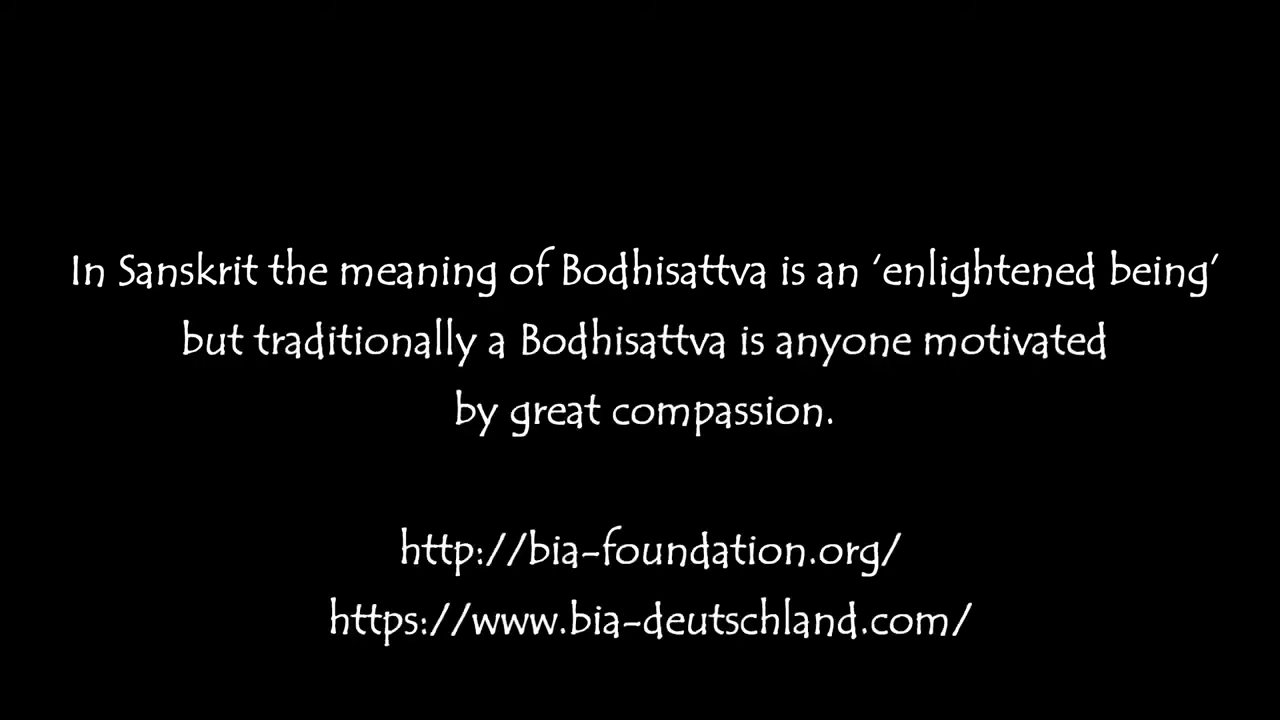 In Sanskrit the meaning of Bodhisattva is an ‘enlightened being’
but traditionally a Bodhisattva is anyone motivated
by great compassion.
http://bia-foundation.org/
https://www.bia-deutschland.com/